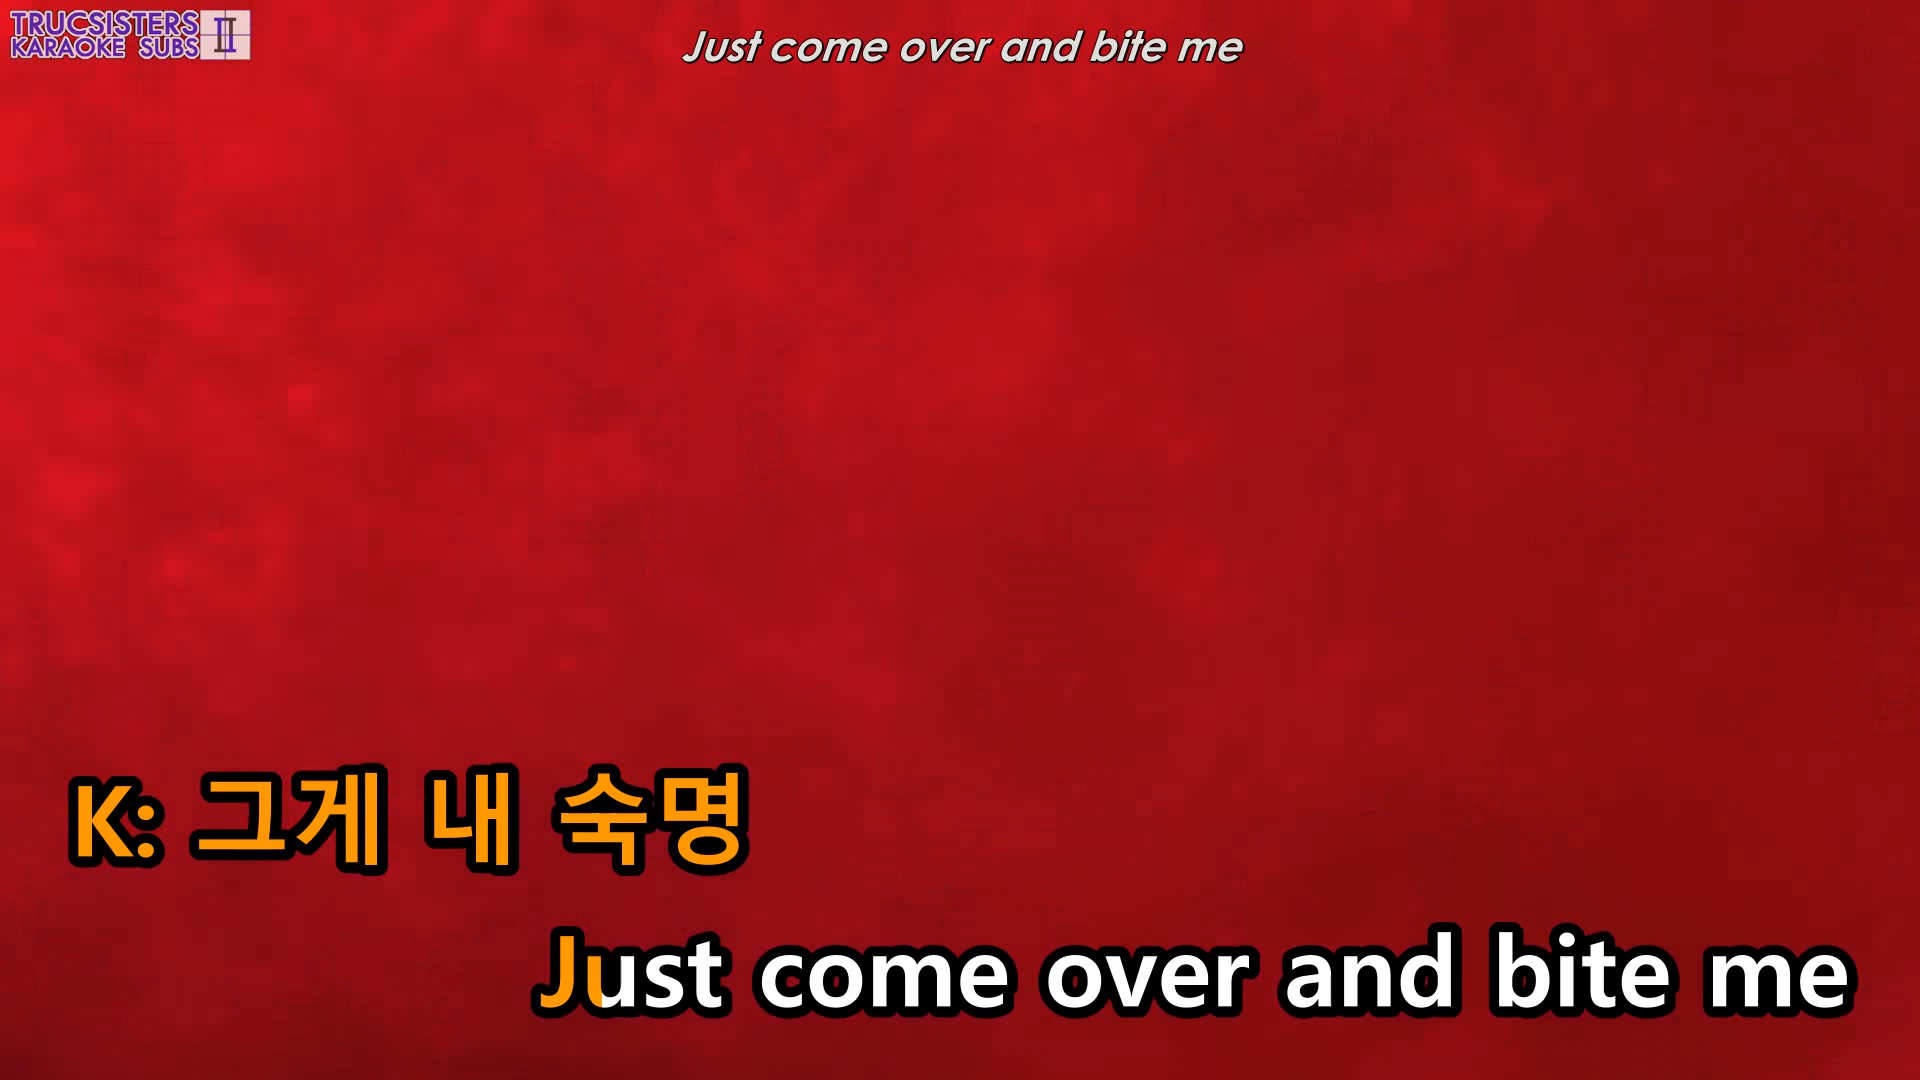 TRUCSISTERS
KARAOKE SUBS II
Just come over and bite me
K: 그게 내 숙명
Just come over and bite me